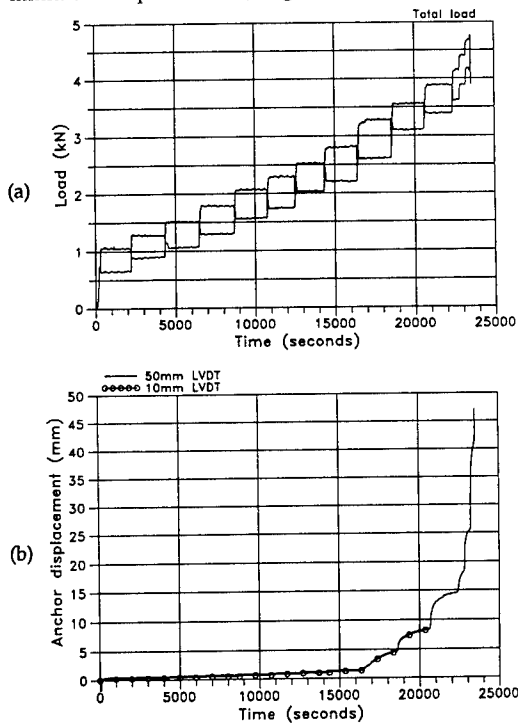 Total load
5
4
3
2
1
0
Load (kN)
(a)
0 5000 10000 15000 20000 25000
Time (seconds)
50mm LVDT
10mm LVDT
50
45
40
35
30
25
20
15
10
5
0
Anchor displacement (mm)
(b)
0 5000 10000 15000 20000 25000
Time (seconds)